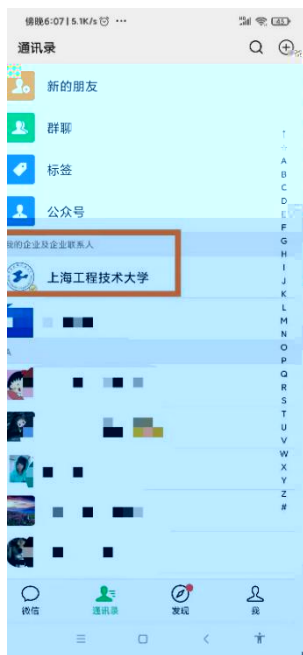 傍晚6:07 | 5.1K/s ···
通讯录
新的朋友
群聊
标签
公众号
我的企业及企业联系人
上海工程技术大学
↑
A
B
C
D
E
F
G
H
I
J
K
L
M
N
O
P
Q
R
S
T
U
V
W
X
Y
Z
#
微信 通讯录 发现 我